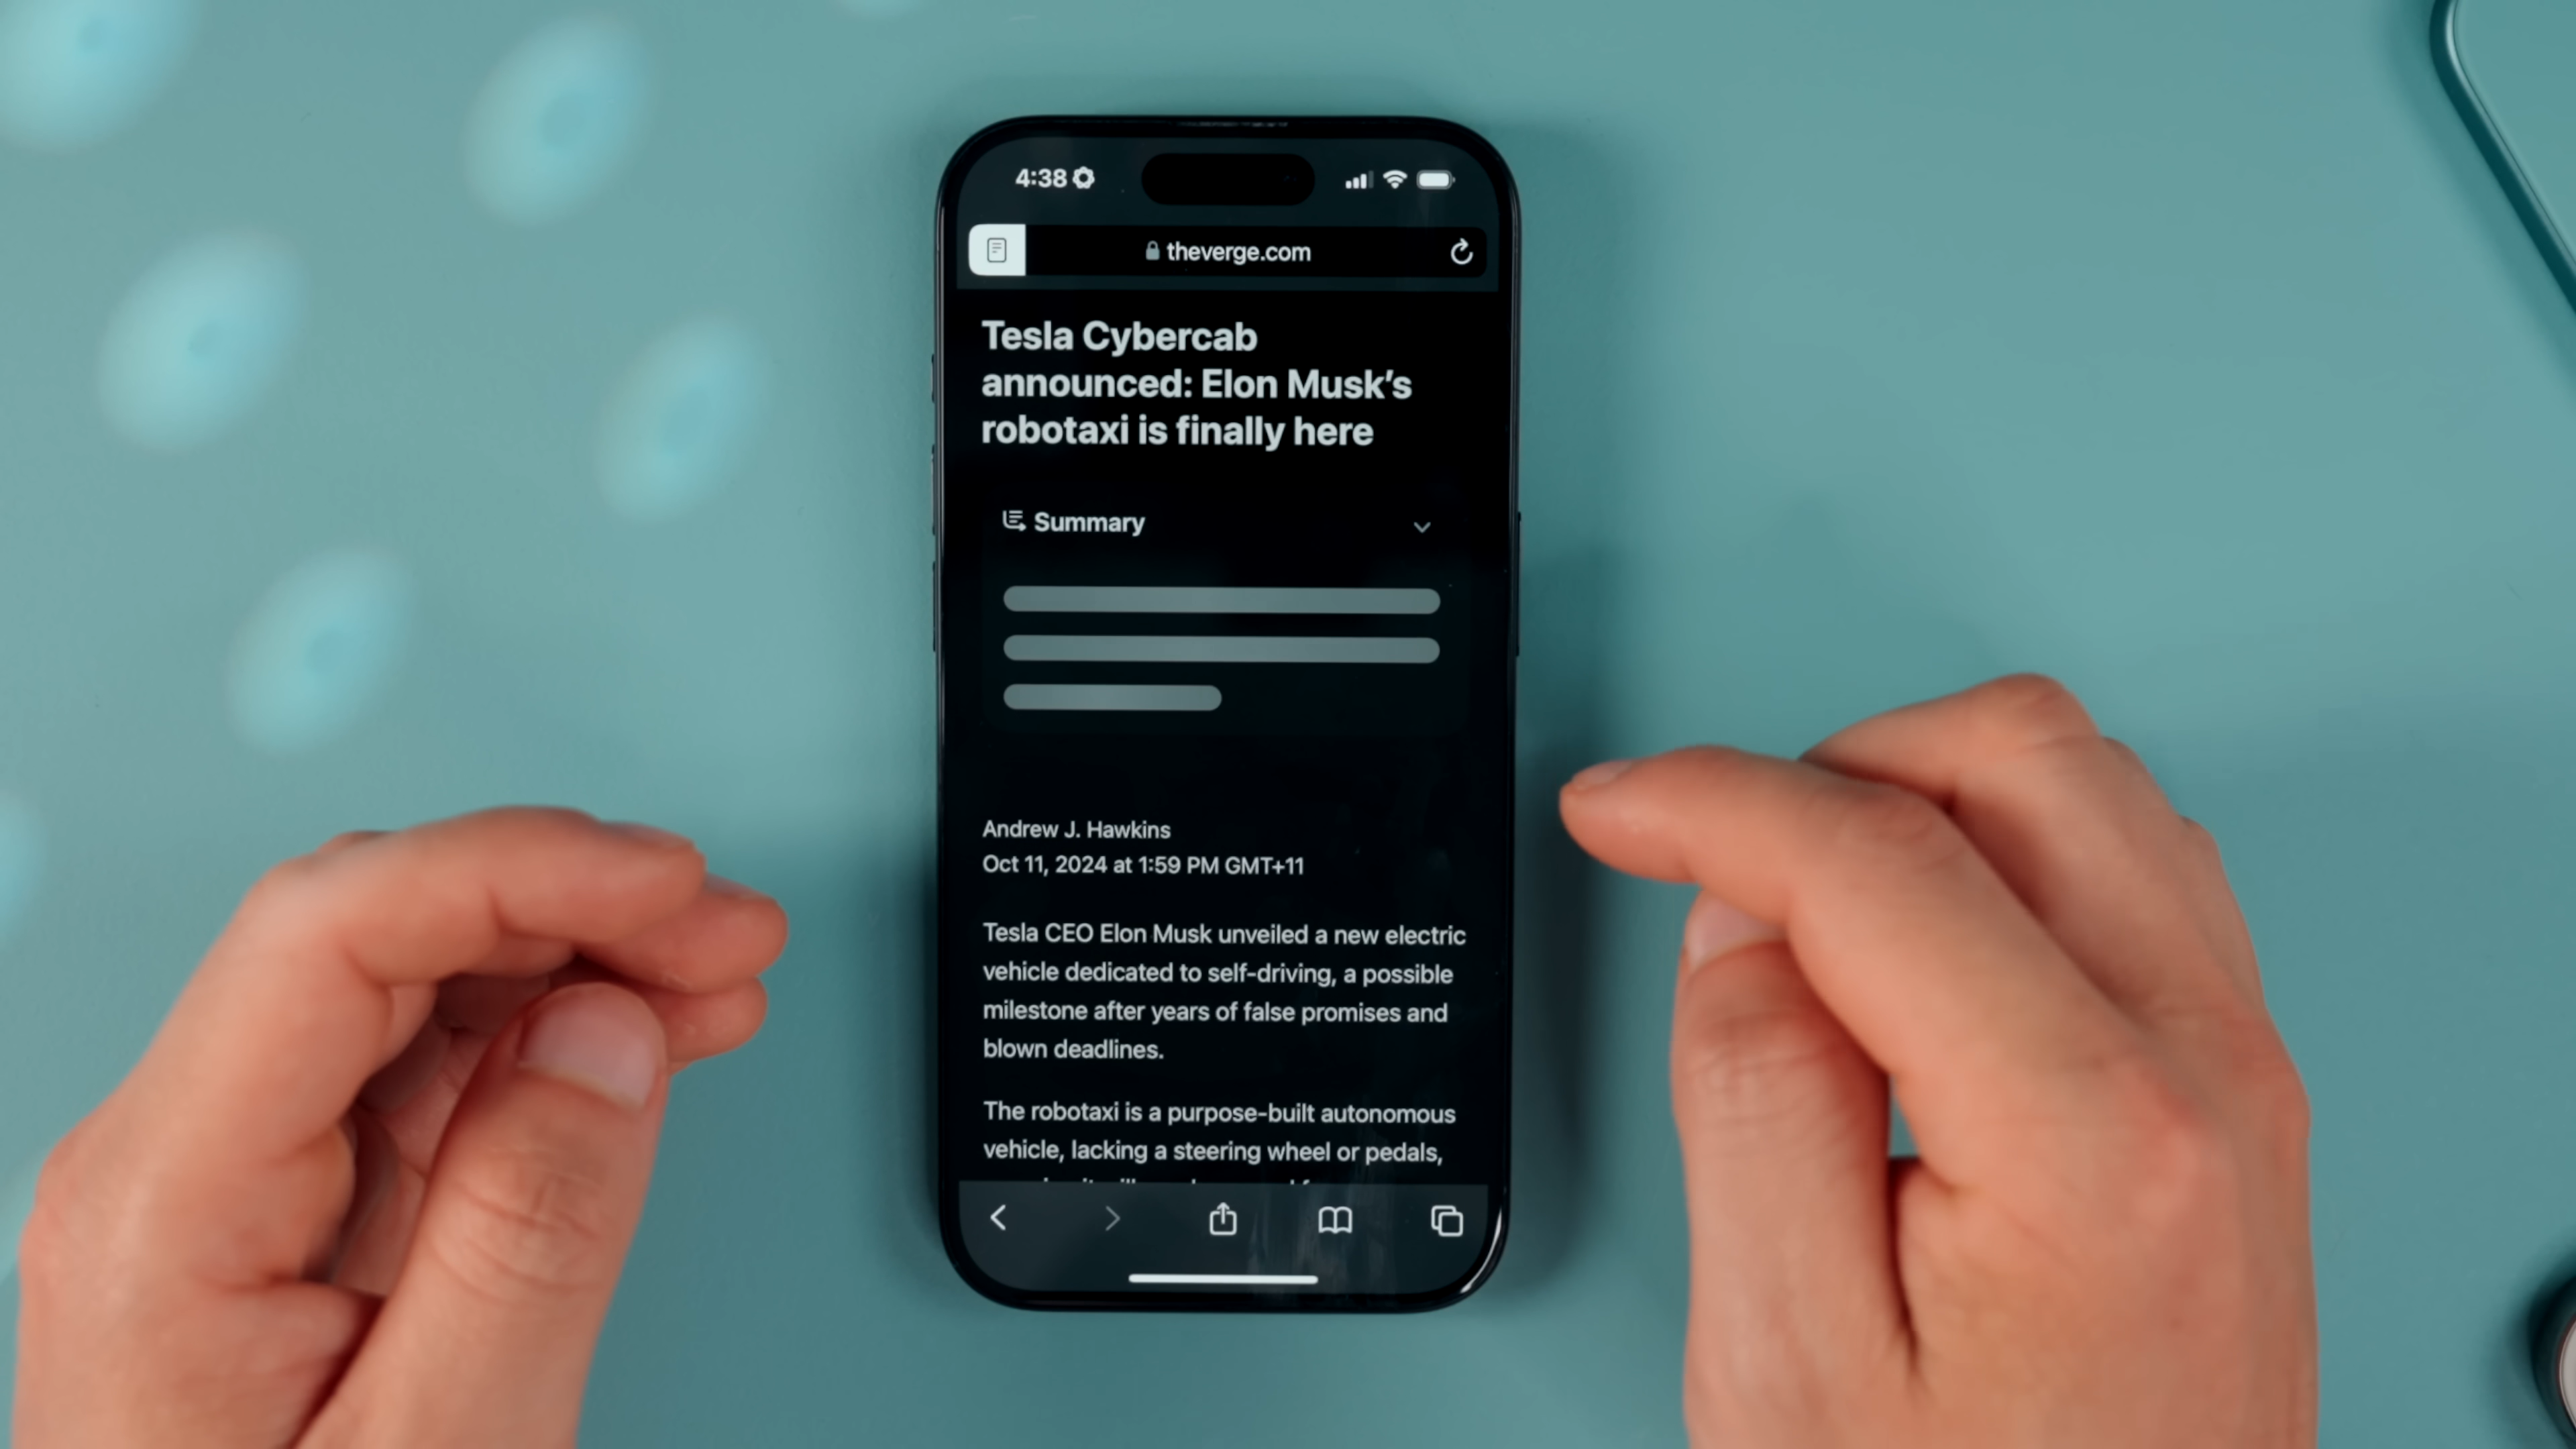 4:38
theverge.com
Tesla Cybercab
announced: Elon Musk's
robotaxi is finally here
Summary
Andrew J. Hawkins
Oct 11, 2024 at 1:59 PM GMT+11
Tesla CEO Elon Musk unveiled a new electric
vehicle dedicated to self-driving, a possible
milestone after years of false promises and
blown deadlines.
The robotaxi is a purpose-built autonomous
vehicle, lacking a steering wheel or pedals,